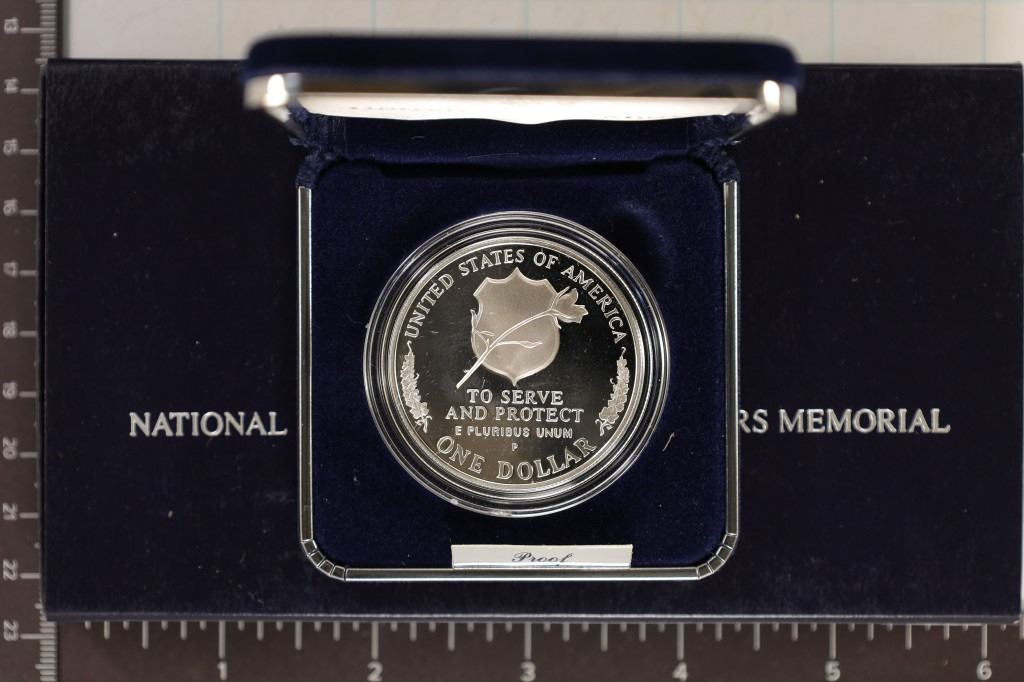 UNITED STATES OF AMERICA
TO SERVE
AND PROTECT
E PLURIBUS UNUM
P
ONE DOLLAR
NATIONAL RS MEMORIAL
Proof
13
14
15
16
17
18
19
20
21
22
23
1 2 3 4 5 6